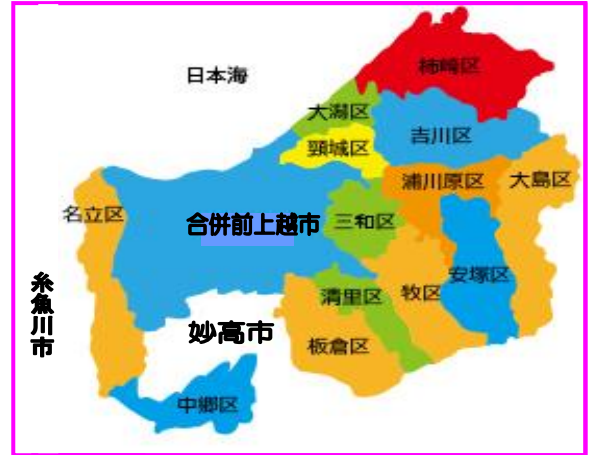 柿崎区
日本海
大潟区
吉川区
頸城区
浦川原区
大島区
名立区
合併前上越市
三和区
安塚区
糸魚川市
清里区
牧区
妙高市
板倉区
中郷区